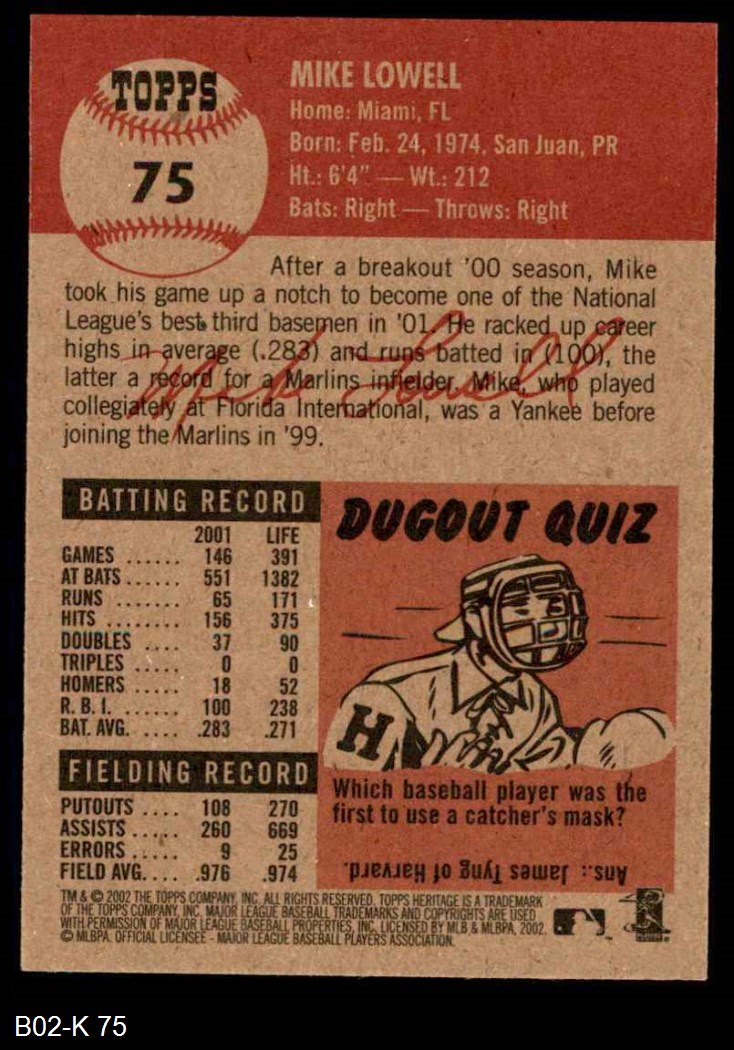 TOPPS
75
MIKE LOWELL
Home: Miami, FL
Born: Feb. 24, 1974, San Juan, PR
Ht.: 6'4" — Wt.: 212
Bats: Right — Throws: Right
After a breakout '00 season, Mike
took his game up a notch to become one of the National
League's best third basemen in '01. He racked up career
highs in average (.283) and runs batted in (100), the
latter a record for a Marlins infielder. Mike, who played
collegiately at Florida International, was a Yankee before
joining the Marlins in '99.
Mike Lowell
BATTING RECORD
2001 LIFE
GAMES ...... 146 391
AT BATS ...... 551 1382
RUNS ....... 65 171
HITS ........ 156 375
DOUBLES .... 37 90
TRIPLES ..... 0 0
HOMERS ..... 18 52
R. B. I. ...... 100 238
BAT. AVG. .... .283 .271
FIELDING RECORD
PUTOUTS .... 108 270
ASSISTS ..... 260 669
ERRORS ..... 9 25
FIELD AVG. ... .976 .974
DUGOUT QUIZ
H
Which baseball player was the
first to use a catcher's mask?
Ans.: James Tyng of Harvard.
TM & © 2002 THE TOPPS COMPANY, INC. ALL RIGHTS RESERVED. TOPPS HERITAGE IS A TRADEMARK
OF THE TOPPS COMPANY, INC. MAJOR LEAGUE BASEBALL TRADEMARKS AND COPYRIGHTS ARE USED
WITH PERMISSION OF MAJOR LEAGUE BASEBALL PROPERTIES, INC. LICENSED BY MLB & MLBPA, 2002.
© MLBPA. OFFICIAL LICENSEE - MAJOR LEAGUE BASEBALL PLAYERS ASSOCIATION.
B02-K 75